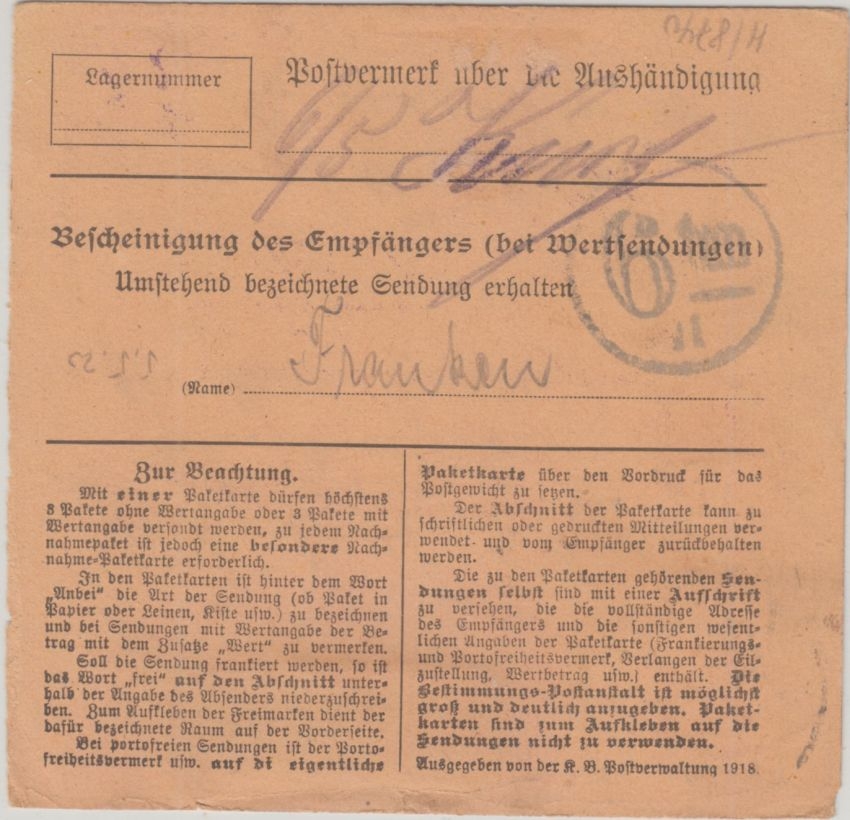 Lagernummer
Postvermerk über die Aushändigung
6/5
Bescheinigung des Empfängers (bei Wertsendungen)
Umstehend bezeichnete Sendung erhalten
6
11
(Name)
Franken
Zur Beachtung.
Mit einer Paketkarte dürfen höchstens
3 Pakete ohne Wertangabe oder 3 Pakete mit
Wertangabe versandt werden, zu jedem Nach-
nahmepaket ist jedoch eine besondere Nach-
nahme-Paketkarte erforderlich.
In den Paketkarten ist hinter dem Wort
„Anbei" die Art der Sendung (ob Paket in
Papier oder Leinen, Kiste usw.) zu bezeichnen
und bei Sendungen mit Wertangabe der Be-
trag mit dem Zusatze „Wert" zu vermerken.
Soll die Sendung frankiert werden, so ist
das Wort „frei" auf den Abschnitt unter-
halb der Angabe des Absenders niederzuschrei-
ben. Zum Aufkleben der Freimarken dient der
dafür bezeichnete Raum auf der Vorderseite.
Bei portofreien Sendungen ist der Porto-
freiheitsvermerk usw. auf di eigentliche
Paketkarte über den Vordruck für das
Postgewicht zu setzen.
Der Abschnitt der Paketkarte kann zu
schriftlichen oder gedruckten Mitteilungen ver-
wendet und vom Empfänger zurückbehalten
werden.
Die zu den Paketkarten gehörenden Sen-
dungen selbst sind mit einer Aufschrift
zu versehen, die die vollständige Adresse
des Empfängers und die sonstigen wesent-
lichen Angaben der Paketkarte (Frankierungs-
und Portofreiheitsvermerk, Verlangen der Eil-
zustellung, Wertbetrag usw.) enthält. Die
Bestimmungs-Postanstalt ist möglichst
groß und deutlich anzugeben. Paket-
karten sind zum Aufkleben auf die
Sendungen nicht zu verwenden.
Ausgegeben von der K. B. Postverwaltung 1918.